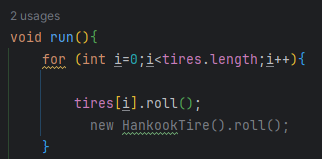 2 usages
void run(){
for (int i=0;i<tires.length;i++){
tires[i].roll();
new HankookTire().roll();
}